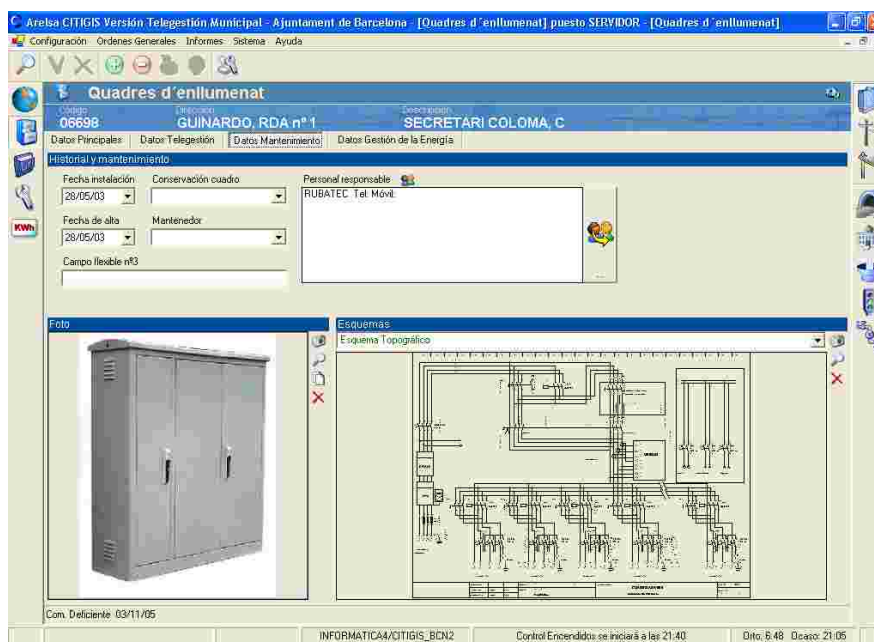 Arelsa CITIGIS Versión Telegestión Municipal - Ajuntament de Barcelona - [Quadres d´enllumenat] puesto SERVIDOR - [Quadres d´enllumenat]
Configuración Ordenes Generales Informes Sistema Ayuda
Quadres d´enllumenat
Código Dirección Descripción
06698 GUINARDO, RDA nº 1 SECRETARI COLOMA, C
Datos Principales Datos Telegestión Datos Mantenimiento Datos Gestión de la Energía
Historial y mantenimiento
Fecha instalación Conservación cuadro Personal responsable
28/05/03 RUBATEC Tel. Móvil:
Fecha de alta Mantenedor
28/05/03
Campo flexible nº3
KWh
Foto Esquemas
Esquema Topográfico
Com. Deficiente 03/11/05
INFORMATICA4/CITIGIS_BCN2 Control Encendidos se iniciará a las 21:40 Orto: 6:48 Ocaso: 21:05